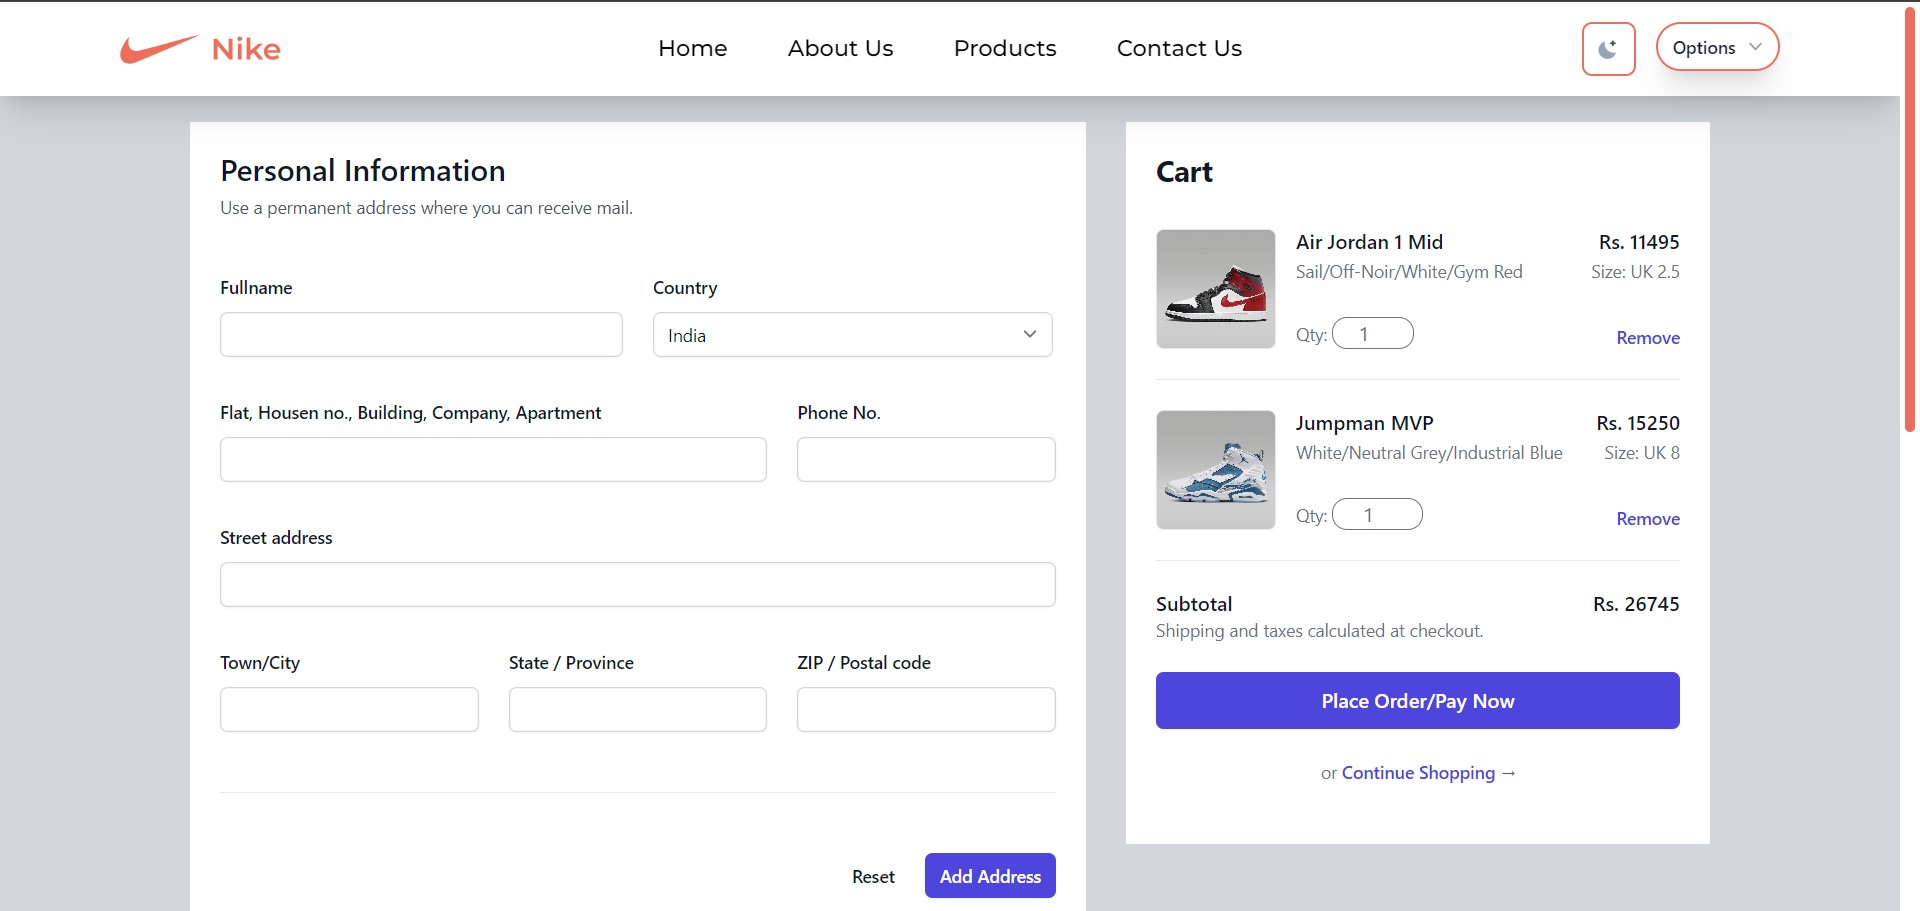 Nike
Home About Us Products Contact Us
Options
Personal Information
Use a permanent address where you can receive mail.
Fullname
Country
India
Flat, Housen no., Building, Company, Apartment
Phone No.
Street address
Town/City
State / Province
ZIP / Postal code
Reset
Add Address
Cart
Air Jordan 1 Mid Rs. 11495
Sail/Off-Noir/White/Gym Red Size: UK 2.5
Qty: 1 Remove
Jumpman MVP Rs. 15250
White/Neutral Grey/Industrial Blue Size: UK 8
Qty: 1 Remove
Subtotal Rs. 26745
Shipping and taxes calculated at checkout.
Place Order/Pay Now
or Continue Shopping →